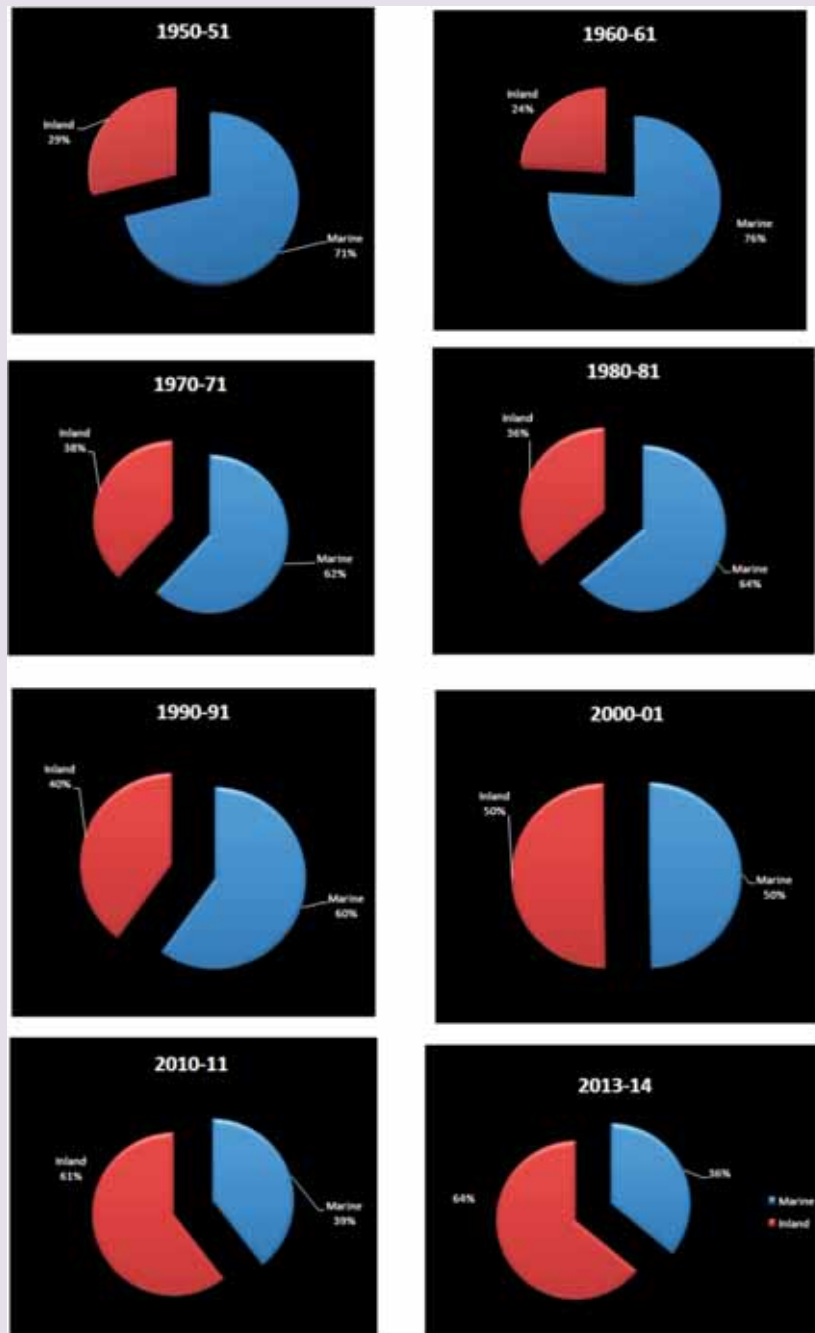 1950-51
Inland
29%
Marine
71%
1960-61
Inland
24%
Marine
76%
1970-71
Inland
38%
Marine
62%
1980-81
Inland
36%
Marine
64%
1990-91
Inland
40%
Marine
60%
2000-01
Inland
50%
Marine
50%
2010-11
Inland
61%
Marine
39%
2013-14
64%
36%
Marine
Inland